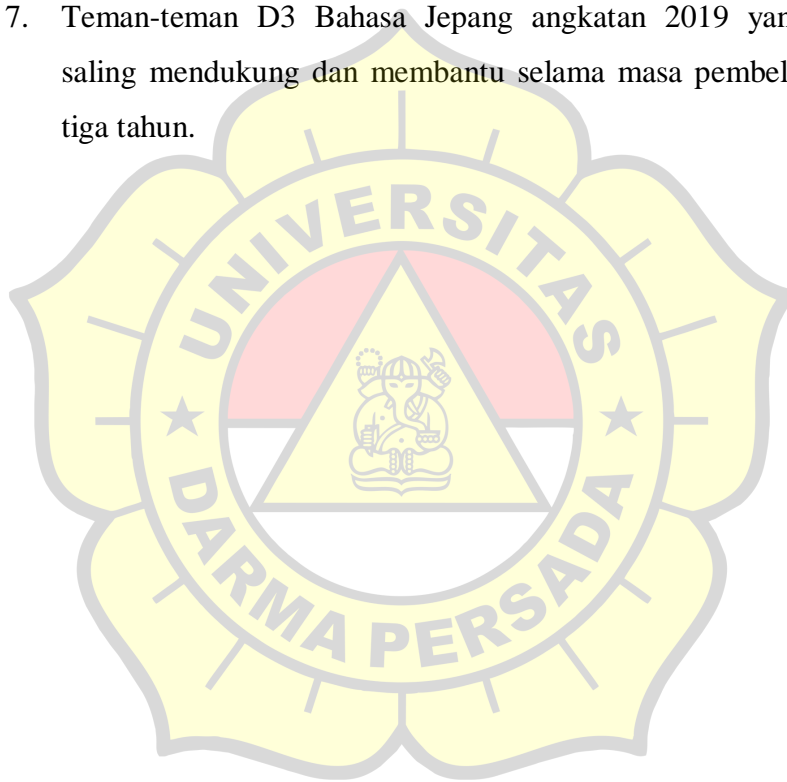 7. Teman-teman D3 Bahasa Jepang angkatan 2019 yan
saling mendukung dan membantu selama masa pembel
tiga tahun.
UNIVERSITAS
DARMA PERSADA